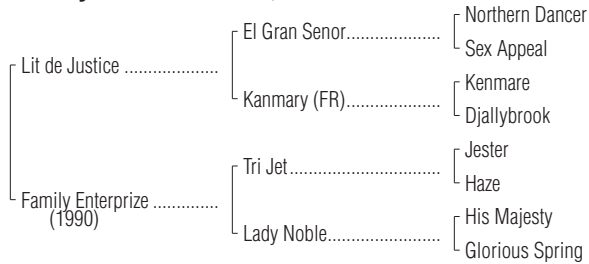 Northern Dancer
El Gran Senor....................
Sex Appeal
Lit de Justice ....................
Kenmare
Kanmary (FR)....................
Djallybrook
Jester
Tri Jet................................
Haze
Family Enterprize ..............
(1990)
His Majesty
Lady Noble........................
Glorious Spring